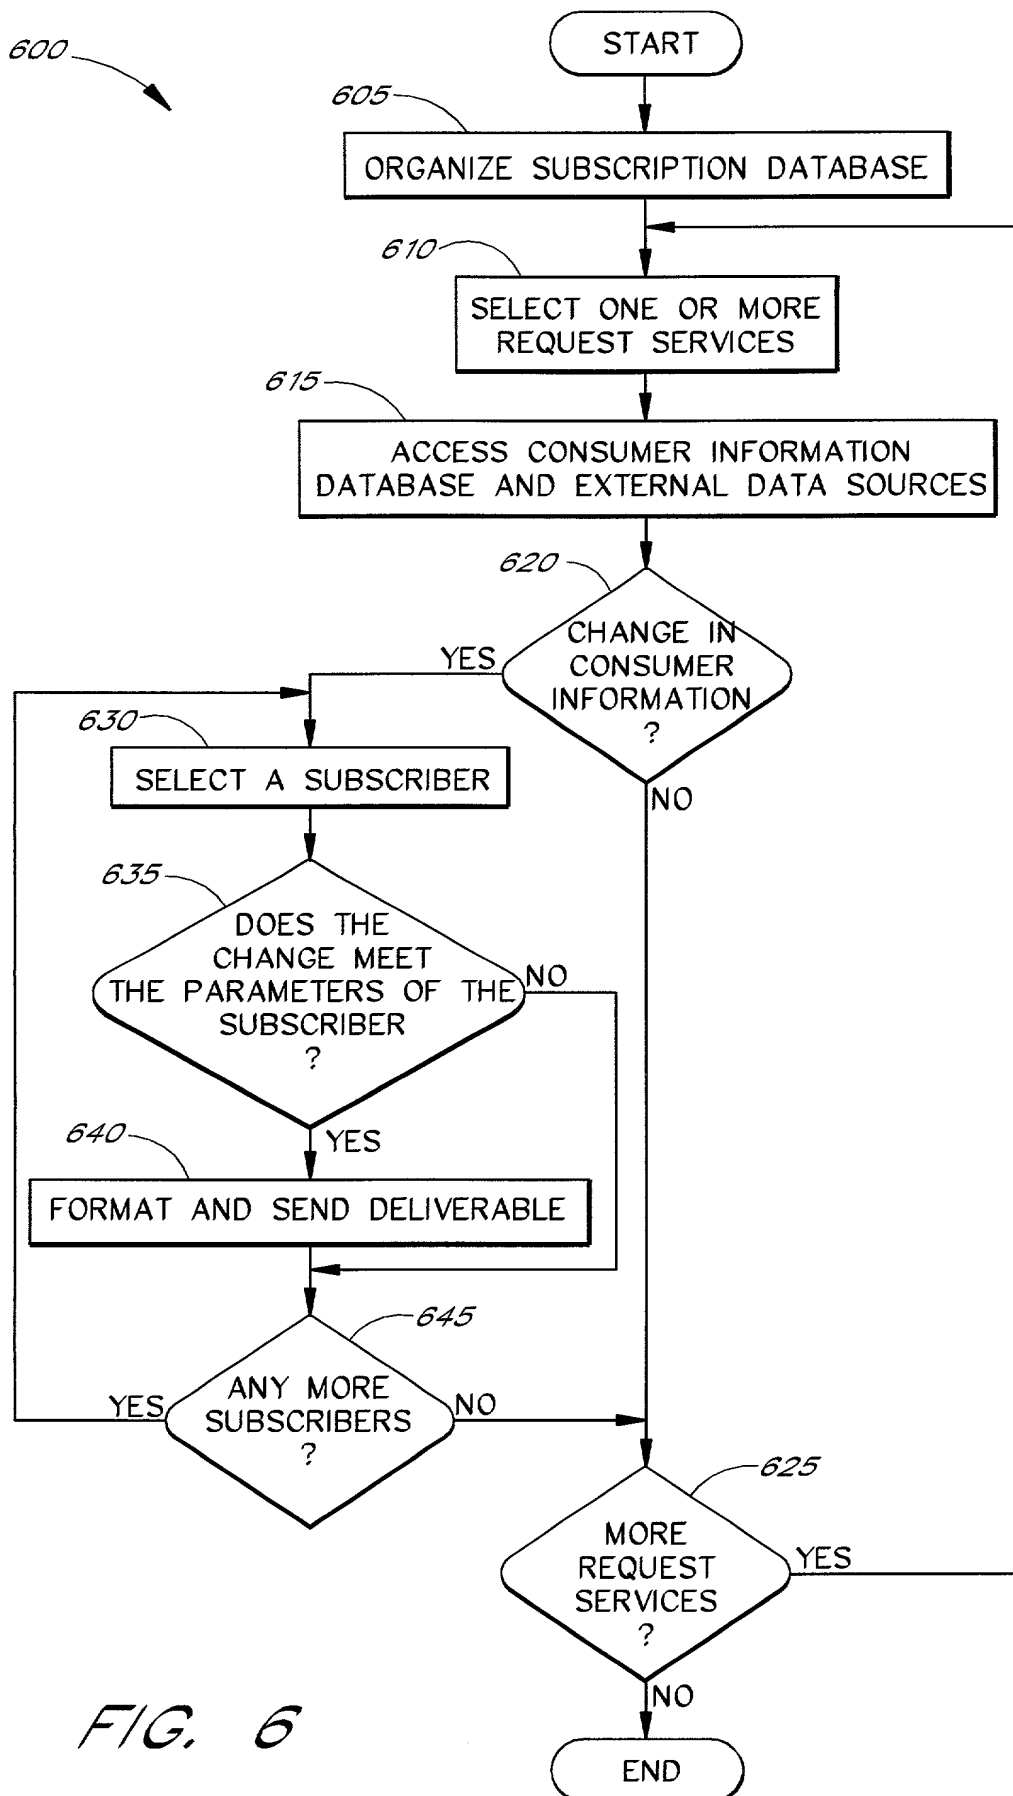 600
START
605
ORGANIZE SUBSCRIPTION DATABASE
610
SELECT ONE OR MORE
REQUEST SERVICES
615
ACCESS CONSUMER INFORMATION
DATABASE AND EXTERNAL DATA SOURCES
620
CHANGE IN
CONSUMER
INFORMATION
?
YES
NO
630
SELECT A SUBSCRIBER
635
DOES THE
CHANGE MEET
THE PARAMETERS OF THE
SUBSCRIBER
?
NO
YES
640
FORMAT AND SEND DELIVERABLE
645
ANY MORE
SUBSCRIBERS
?
YES
NO
625
MORE
REQUEST
SERVICES
?
YES
NO
END
FIG. 6